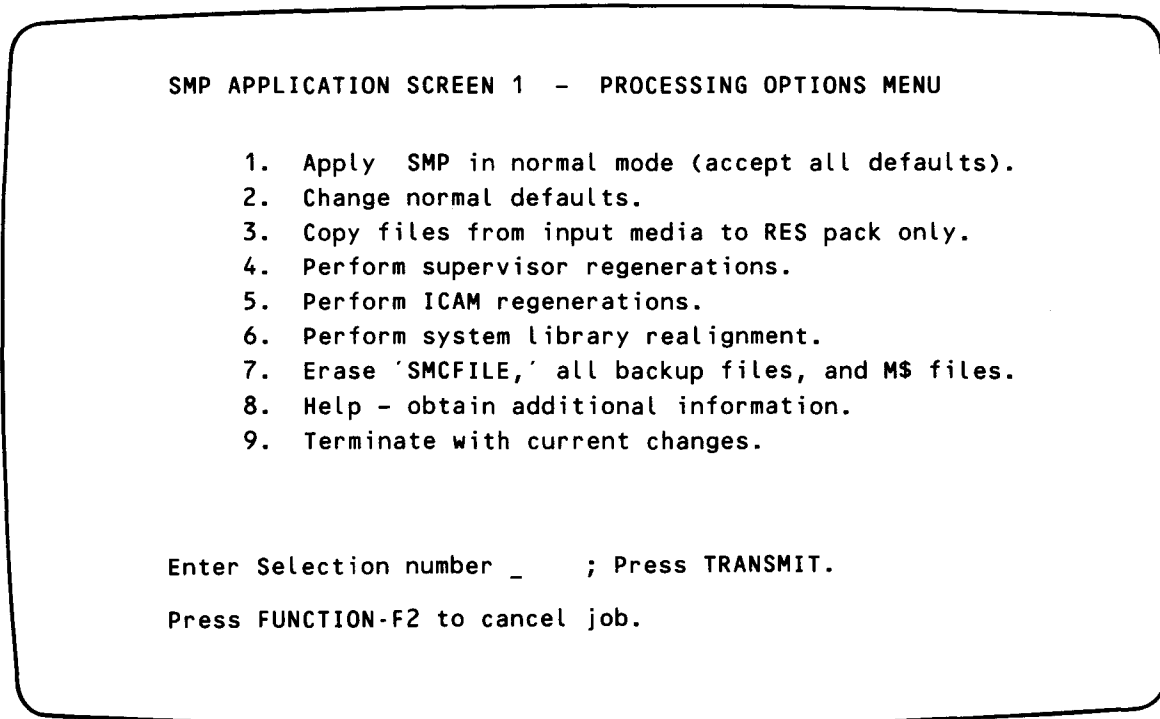 SMP APPLICATION SCREEN 1 – PROCESSING OPTIONS MENU
1. Apply SMP in normal mode (accept all defaults).
2. Change normal defaults.
3. Copy files from input media to RES pack only.
4. Perform supervisor regenerations.
5. Perform ICAM regenerations.
6. Perform system library realignment.
7. Erase ´SMCFILE,´ all backup files, and M$ files.
8. Help – obtain additional information.
9. Terminate with current changes.
Enter Selection number _ ; Press TRANSMIT.
Press FUNCTION-F2 to cancel job.